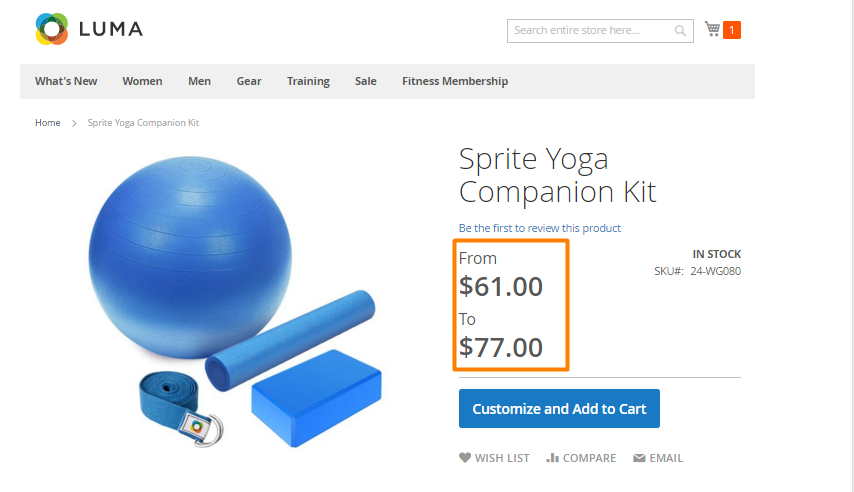 LUMA
Search entire store here...
1
What's New Women Men Gear Training Sale Fitness Membership
Home > Sprite Yoga Companion Kit
Sprite Yoga
Companion Kit
Be the first to review this product
From
$61.00
To
$77.00
IN STOCK
SKU#: 24-WG080
Customize and Add to Cart
WISH LIST COMPARE EMAIL